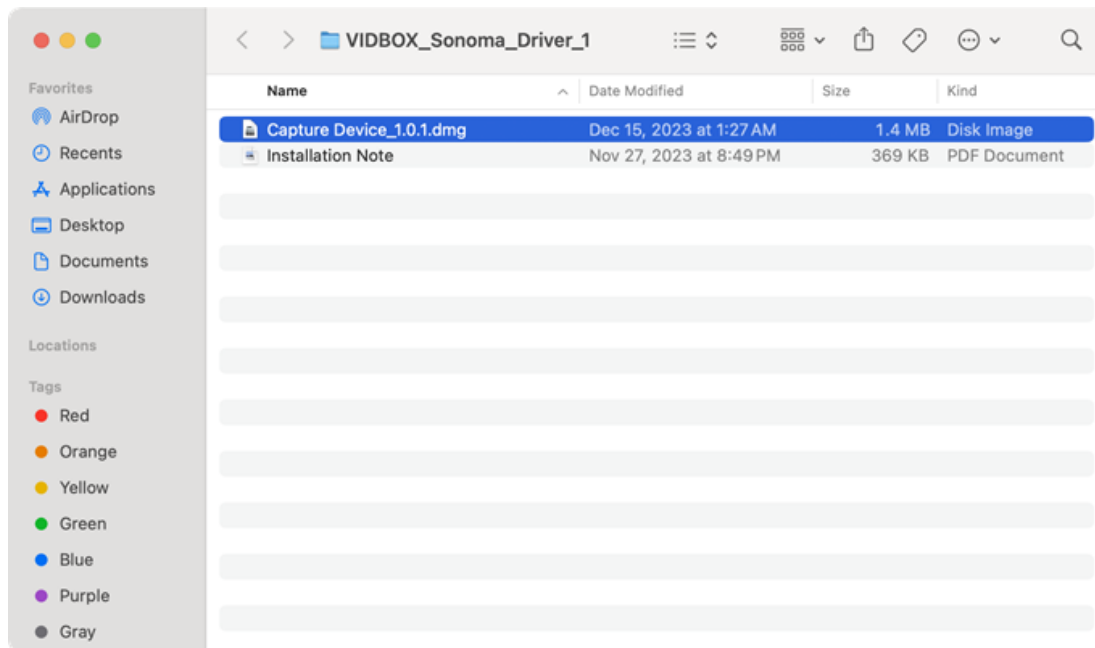 VIDBOX_Sonoma_Driver_1
Favorites
AirDrop
Recents
Applications
Desktop
Documents
Downloads
Locations
Tags
Red
Orange
Yellow
Green
Blue
Purple
Gray
Name Date Modified Size Kind
Capture Device_1.0.1.dmg Dec 15, 2023 at 1:27 AM 1.4 MB Disk Image
Installation Note Nov 27, 2023 at 8:49 PM 369 KB PDF Document